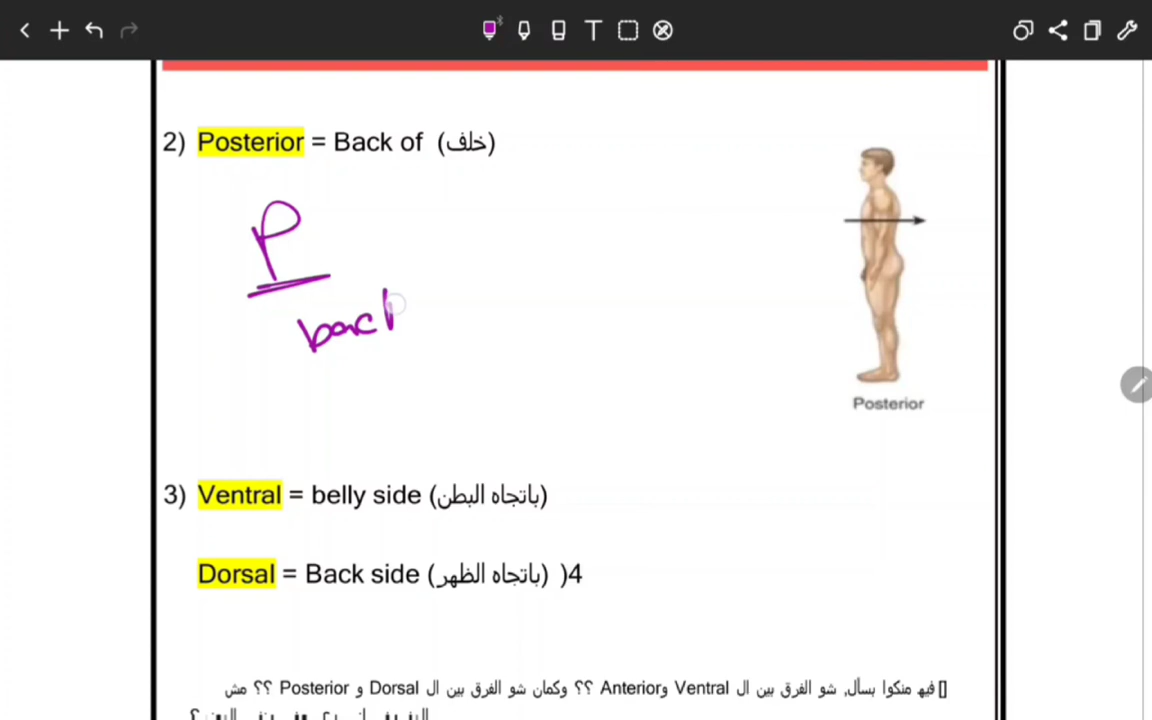 2) Posterior = Back of (خلف)
P
back
Posterior
3) Ventral = belly side (باتجاه البطن)
Dorsal = Back side (باتجاه الظهر) )4
[] فيه منكوا بسأل, شو الفرق بين ال Ventral وAnterior ؟؟ وكمان شو الفرق بين ال Dorsal و Posterior ؟؟ مش